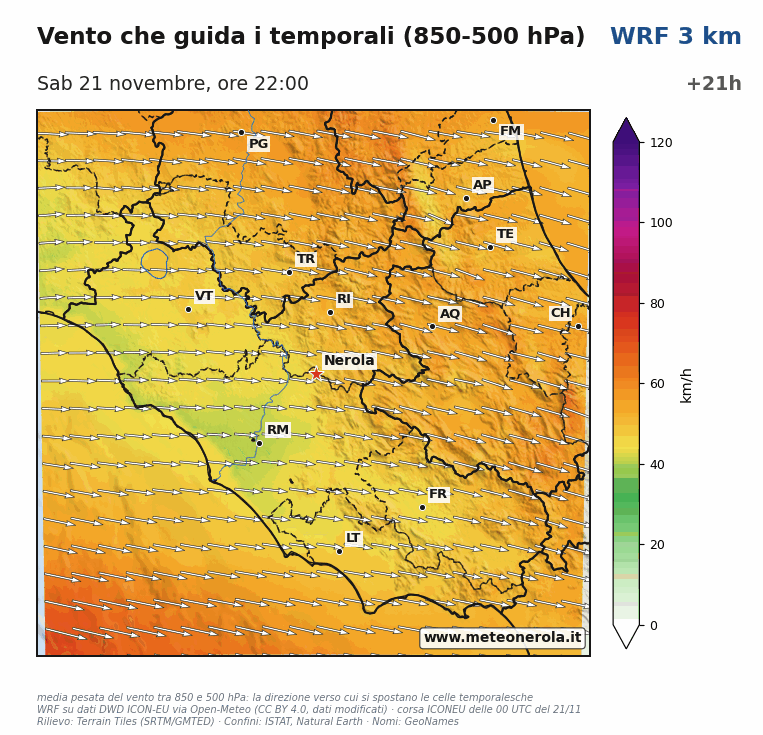 Vento che guida i temporali (850-500 hPa) WRF 3 km
Sab 21 novembre, ore 22:00 +21h
FM
PG
AP
TE
TR
VT
RI
CH
AQ
Nerola
RM
FR
LT
www.meteonerola.it
120
100
80
60
40
20
0
km/h
media pesata del vento tra 850 e 500 hPa: la direzione verso cui si spostano le celle temporalesche
WRF su dati DWD ICON-EU via Open-Meteo (CC BY 4.0, dati modificati) · corsa ICONEU delle 00 UTC del 21/11
Rilievo: Terrain Tiles (SRTM/GMTED) · Confini: ISTAT, Natural Earth · Nomi: GeoNames